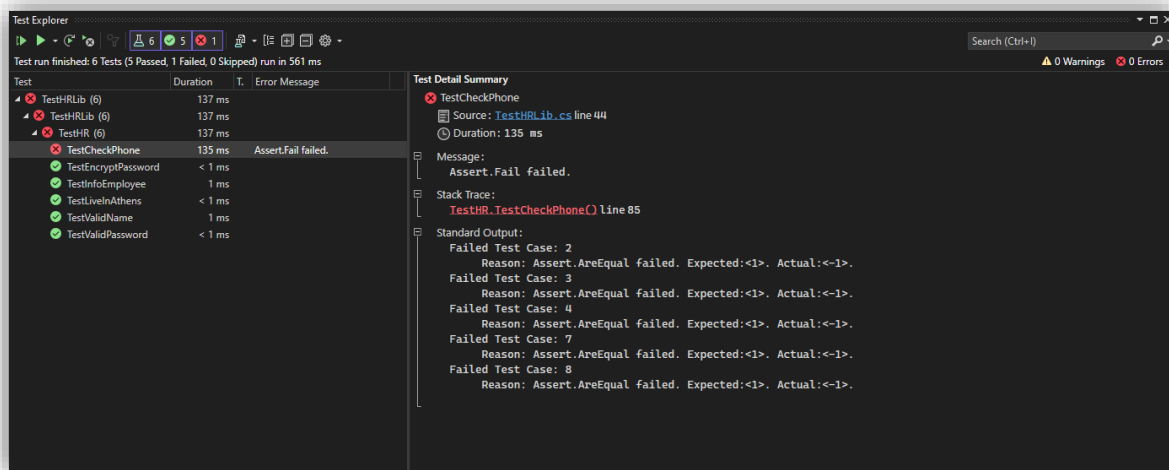 Test Explorer
6 5 1
Search (Ctrl+I)
Test run finished: 6 Tests (5 Passed, 1 Failed, 0 Skipped) run in 561 ms
0 Warnings 0 Errors
Test Duration T. Error Message
TestHRLib (6) 137 ms
TestHRLib (6) 137 ms
TestHR (6) 137 ms
TestCheckPhone 135 ms Assert.Fail failed.
TestEncryptPassword < 1 ms
TestInfoEmployee 1 ms
TestLiveInAthens < 1 ms
TestValidName 1 ms
TestValidPassword < 1 ms
Test Detail Summary
TestCheckPhone
Source: TestHRLib.cs line 44
Duration: 135 ms
Message:
Assert.Fail failed.
Stack Trace:
TestHR.TestCheckPhone() line 85
Standard Output:
Failed Test Case: 2
Reason: Assert.AreEqual failed. Expected:<1>. Actual:<-1>.
Failed Test Case: 3
Reason: Assert.AreEqual failed. Expected:<1>. Actual:<-1>.
Failed Test Case: 4
Reason: Assert.AreEqual failed. Expected:<1>. Actual:<-1>.
Failed Test Case: 7
Reason: Assert.AreEqual failed. Expected:<1>. Actual:<-1>.
Failed Test Case: 8
Reason: Assert.AreEqual failed. Expected:<1>. Actual:<-1>.